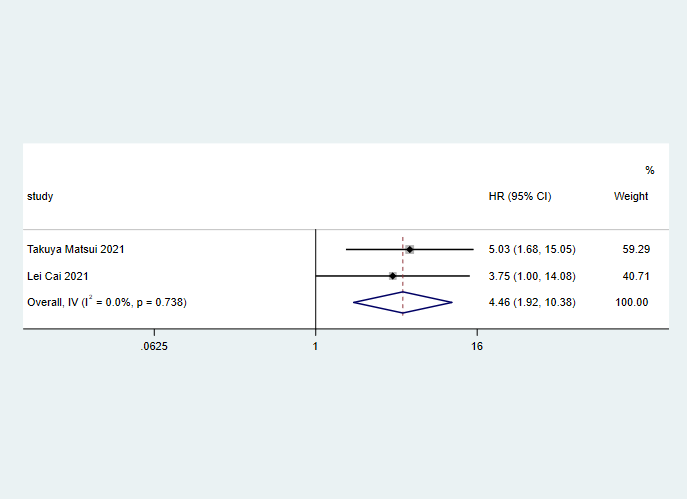 %
study HR (95% CI) Weight
Takuya Matsui 2021 5.03 (1.68, 15.05) 59.29
Lei Cai 2021 3.75 (1.00, 14.08) 40.71
Overall, IV (I² = 0.0%, p = 0.738) 4.46 (1.92, 10.38) 100.00
.0625 1 16